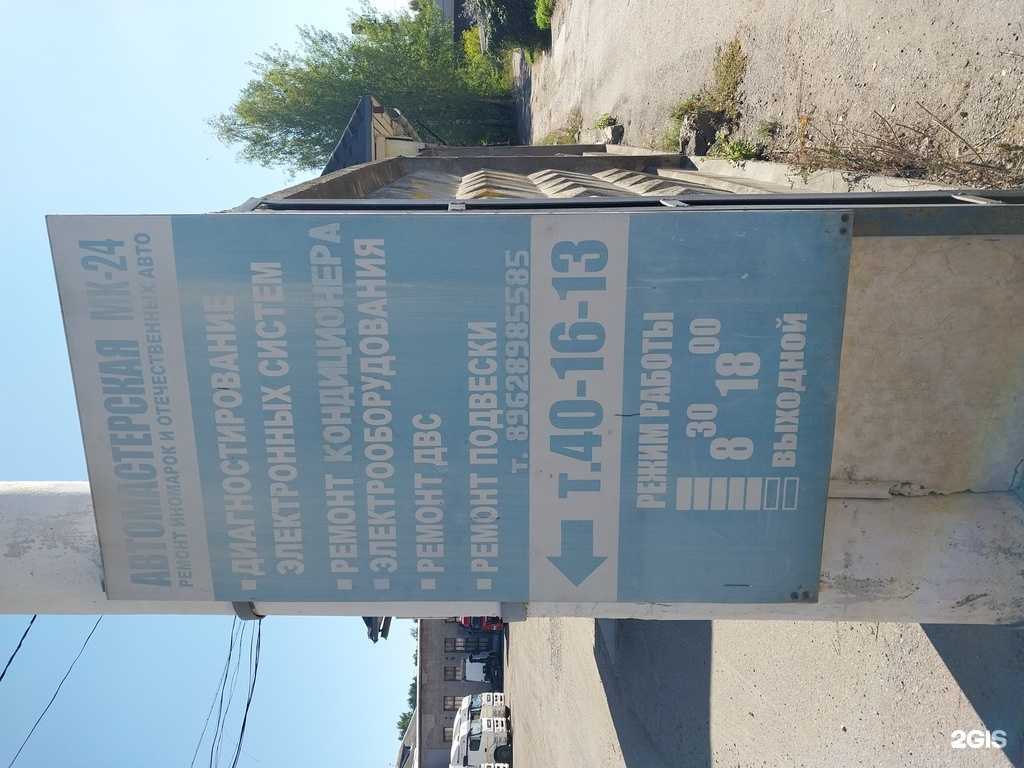 АВТОМАСТЕРСКАЯ МК-24
РЕМОНТ ИНОМАРОК И ОТЕЧЕСТВЕННЫХ АВТО
▪ ДИАГНОСТИРОВАНИЕ
ЭЛЕКТРОННЫХ СИСТЕМ
▪ РЕМОНТ КОНДИЦИОНЕРА
▪ ЭЛЕКТРООБОРУДОВАНИЯ
▪ РЕМОНТ ДВС
▪ РЕМОНТ ПОДВЕСКИ
т. 89628985585
Т.40-16-13
РЕЖИМ РАБОТЫ
8 30 18 00
ВЫХОДНОЙ
2GIS